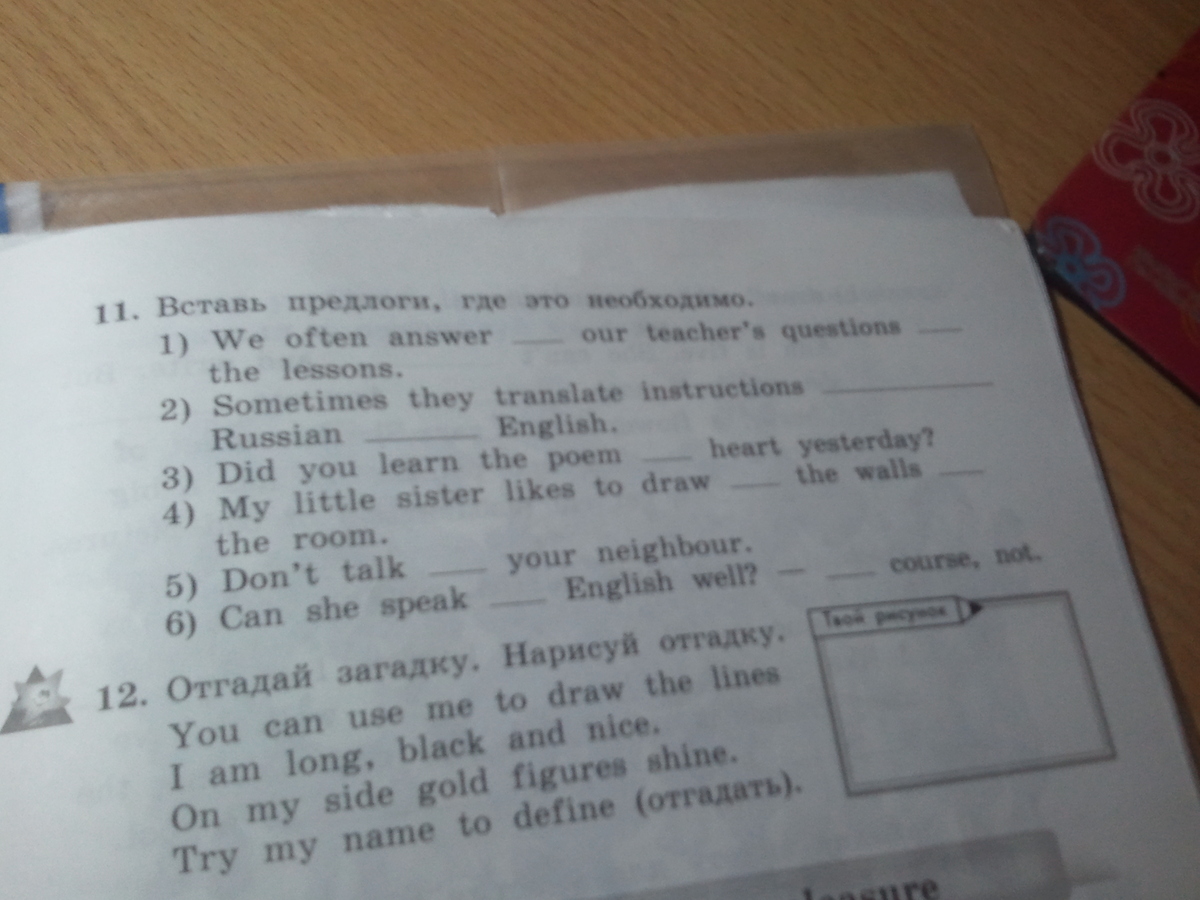 11. Вставь предлоги, где это необходимо.
1) We often answer ___ our teacher's questions ___
the lessons.
2) Sometimes they translate instructions ___
Russian ___ English.
3) Did you learn the poem ___ heart yesterday?
4) My little sister likes to draw ___ the walls ___
the room.
5) Don't talk ___ your neighbour.
6) Can she speak ___ English well? — ___ course, not.
12. Отгадай загадку. Нарисуй отгадку.
Твой рисунок
You can use me to draw the lines
I am long, black and nice.
On my side gold figures shine.
Try my name to define (отгадать).